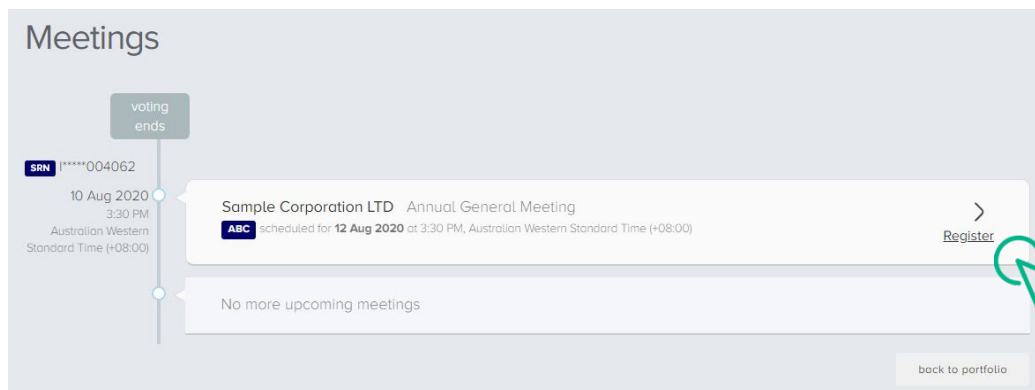 Meetings
voting
ends
SRN I*****004062
10 Aug 2020
3:30 PM
Australian Western
Standard Time (+08:00)
Sample Corporation LTD Annual General Meeting
ABC scheduled for 12 Aug 2020 at 3:30 PM, Australian Western Standard Time (+08:00)
Register
No more upcoming meetings
back to portfolio